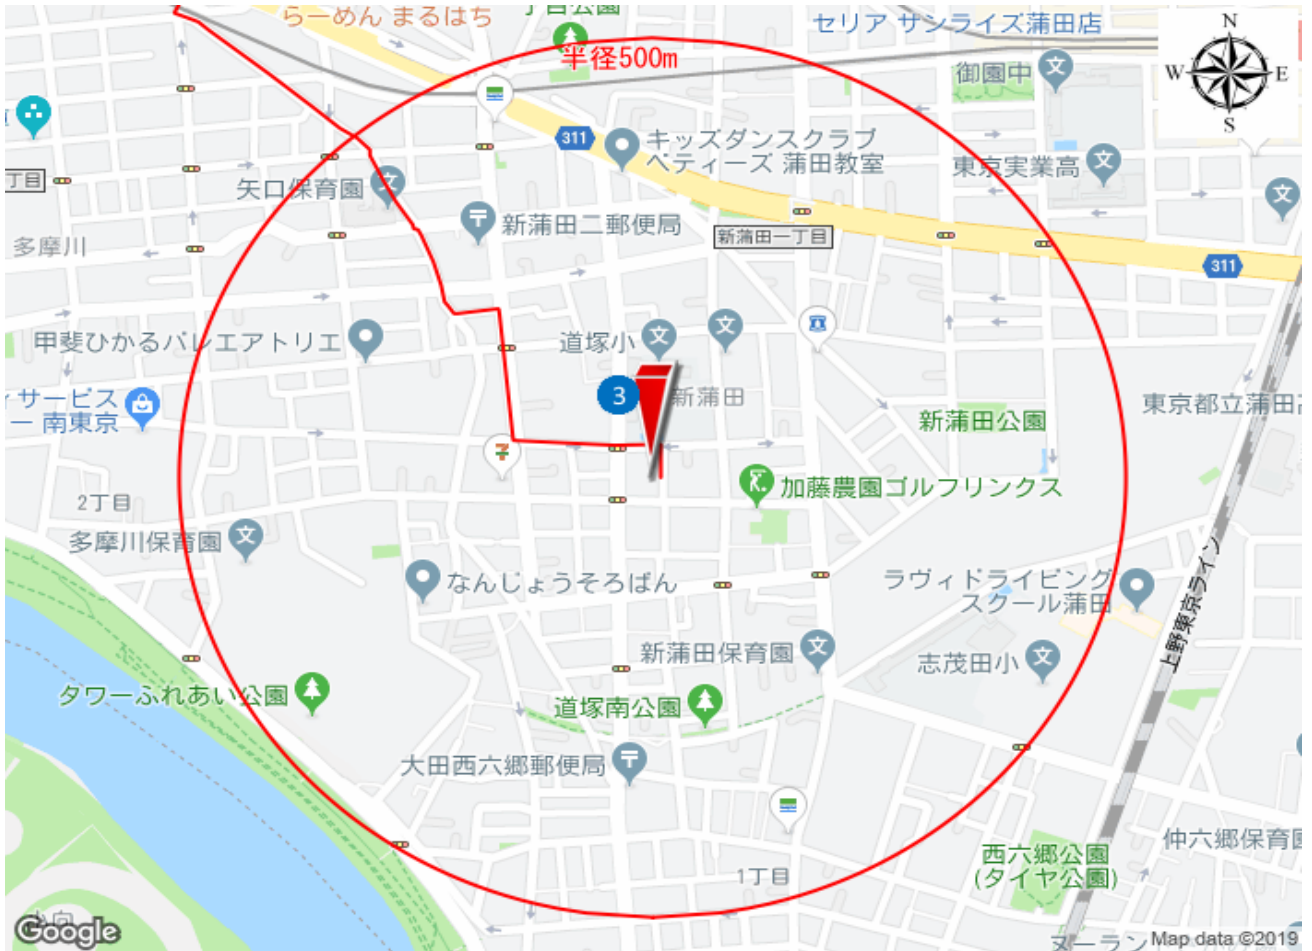 らーめん まるはち
丁目公園
セリア サンライズ蒲田店
N
W
E
S
半径500m
御園中
311
キッズダンスクラブ
ベティーズ 蒲田教室
東京実業高
丁目
矢口保育園
新蒲田二郵便局
新蒲田一丁目
多摩川
311
道塚小
甲斐ひかるバレエアトリエ
3
新蒲田
サービス
ー 南東京
新蒲田公園
東京都立蒲田高
7
加藤農園ゴルフリンクス
2丁目
多摩川保育園
なんじょうそろばん
ラヴィドライビング
スクール蒲田
上野東京ライン
新蒲田保育園
志茂田小
タワーふれあい公園
道塚南公園
大田西六郷郵便局
仲六郷保育園
西六郷公園
(タイヤ公園)
1丁目
小向
Google
ヌーラン
Map data ©2019